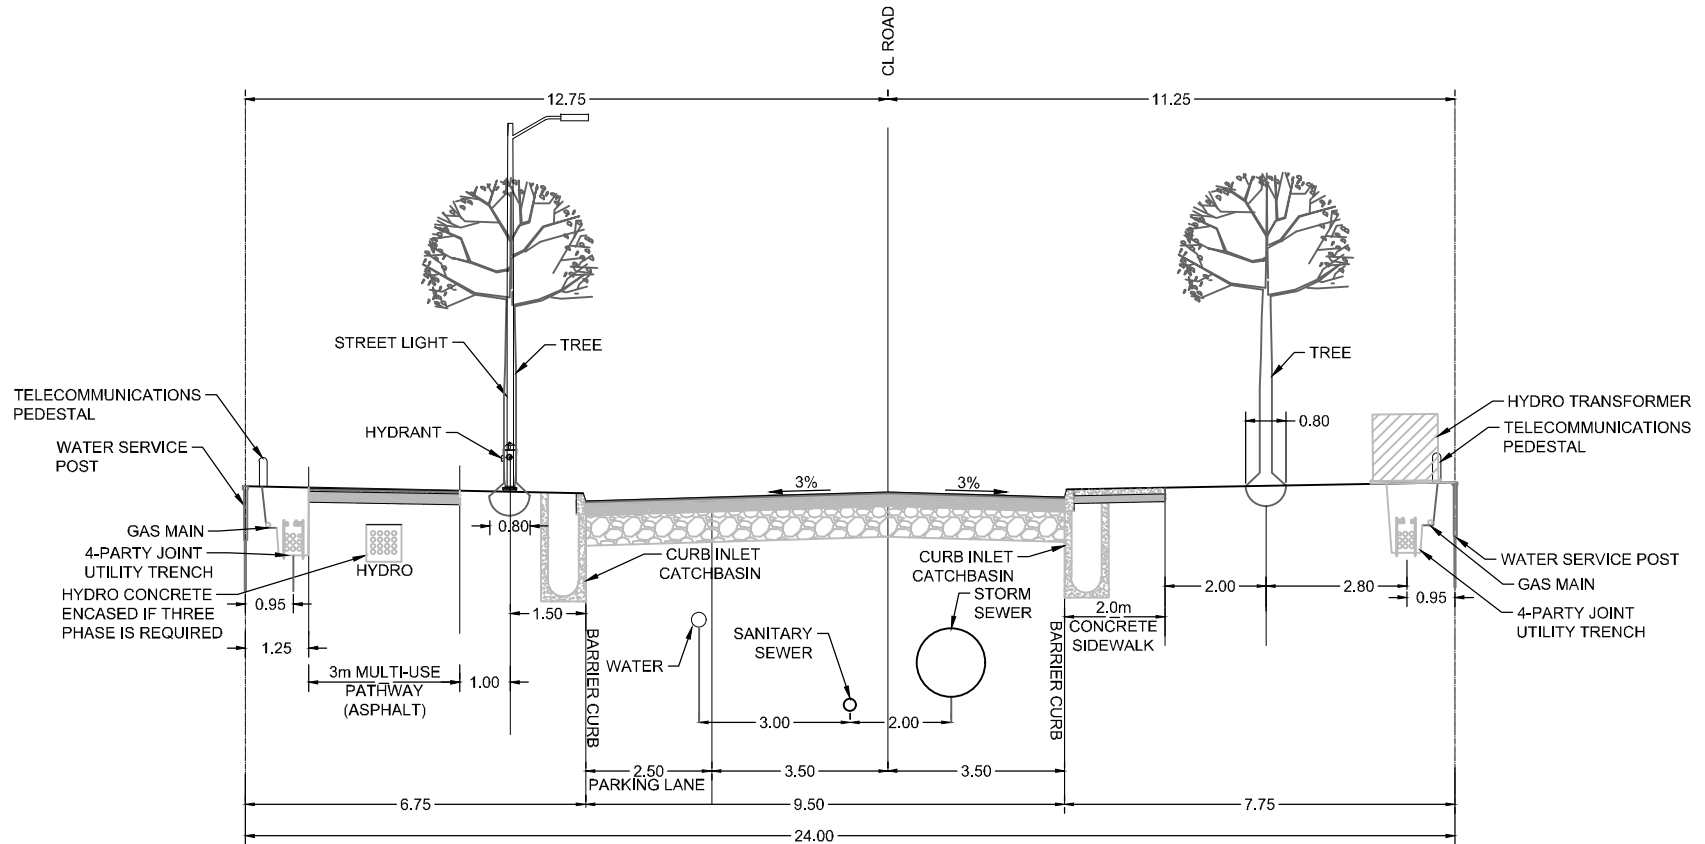 CL ROAD
12.75
11.25
STREET LIGHT
TREE
TREE
TELECOMMUNICATIONS
PEDESTAL
HYDRO TRANSFORMER
0.80
TELECOMMUNICATIONS
PEDESTAL
HYDRANT
WATER SERVICE
POST
3%
3%
0.80
GAS MAIN
4-PARTY JOINT
UTILITY TRENCH
HYDRO
HYDRO CONCRETE
ENCASED IF THREE
PHASE IS REQUIRED
CURB INLET
CATCHBASIN
CURB INLET
CATCHBASIN
STORM
SEWER
WATER SERVICE POST
GAS MAIN
4-PARTY JOINT
UTILITY TRENCH
0.95
1.50
2.00
2.80
0.95
2.0m
CONCRETE
SIDEWALK
1.25
BARRIER CURB
BARRIER CURB
SANITARY
SEWER
WATER
3m MULTI-USE
PATHWAY
(ASPHALT)
1.00
3.00
2.00
2.50
3.50
3.50
PARKING LANE
6.75
9.50
7.75
24.00